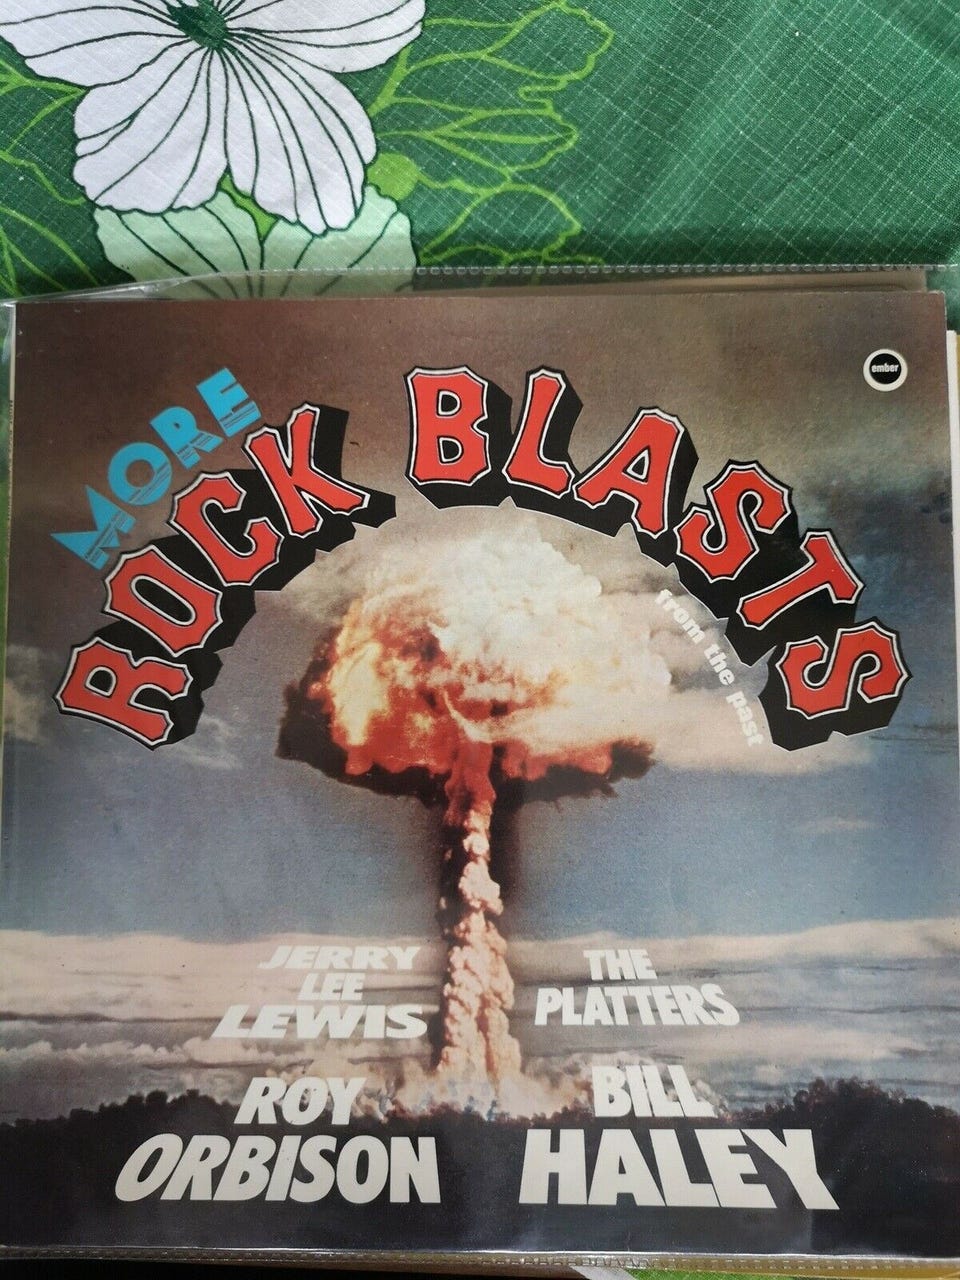 MORE
ROCK BLASTS
from the past
ember
JERRY
LEE
LEWIS
THE
PLATTERS
ROY
ORBISON
BILL
HALEY